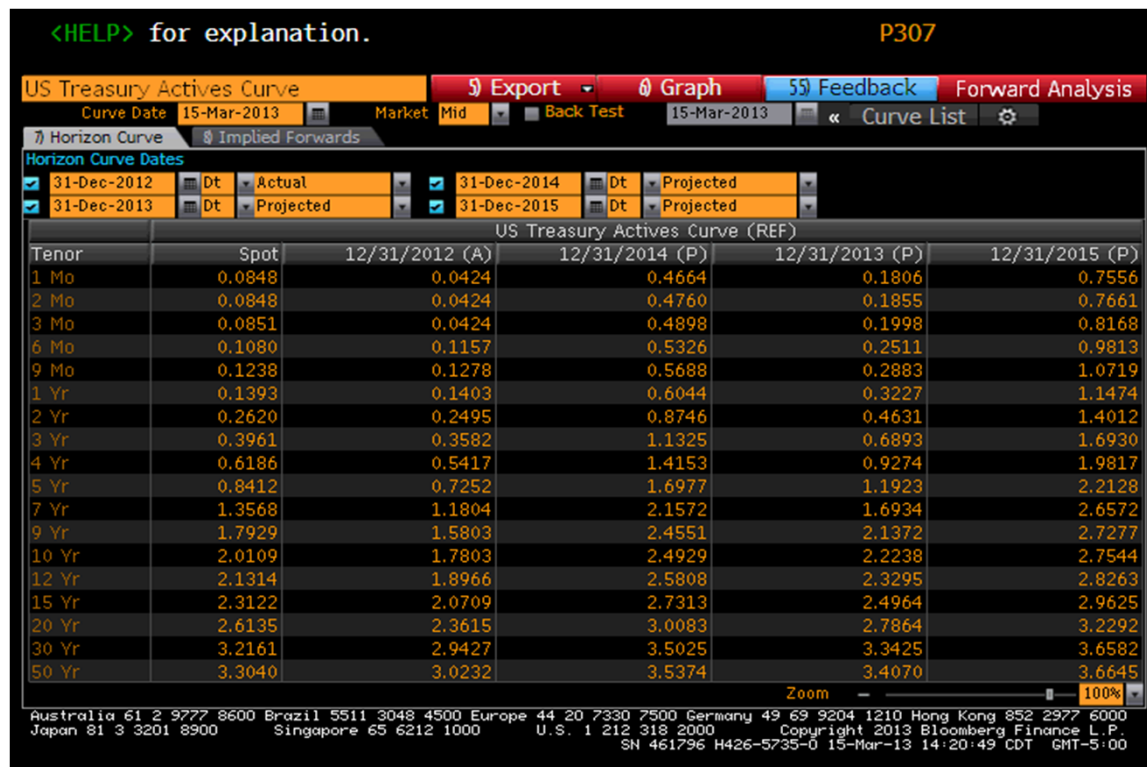 <HELP> for explanation. P307
US Treasury Actives Curve 5) Export 6) Graph 55) Feedback Forward Analysis
Curve Date 15-Mar-2013 Market Mid Back Test 15-Mar-2013 « Curve List
7) Horizon Curve 8) Implied Forwards
Horizon Curve Dates
31-Dec-2012 Dt Actual 31-Dec-2014 Dt Projected
31-Dec-2013 Dt Projected 31-Dec-2015 Dt Projected
US Treasury Actives Curve (REF)
Tenor Spot 12/31/2012 (A) 12/31/2014 (P) 12/31/2013 (P) 12/31/2015 (P)
1 Mo 0.0848 0.0424 0.4664 0.1806 0.7556
2 Mo 0.0848 0.0424 0.4760 0.1855 0.7661
3 Mo 0.0851 0.0424 0.4898 0.1998 0.8168
6 Mo 0.1080 0.1157 0.5326 0.2511 0.9813
9 Mo 0.1238 0.1278 0.5688 0.2883 1.0719
1 Yr 0.1393 0.1403 0.6044 0.3227 1.1474
2 Yr 0.2620 0.2495 0.8746 0.4631 1.4012
3 Yr 0.3961 0.3582 1.1325 0.6893 1.6930
4 Yr 0.6186 0.5417 1.4153 0.9274 1.9817
5 Yr 0.8412 0.7252 1.6977 1.1923 2.2128
7 Yr 1.3568 1.1804 2.1572 1.6934 2.6572
9 Yr 1.7929 1.5803 2.4551 2.1372 2.7277
10 Yr 2.0109 1.7803 2.4929 2.2238 2.7544
12 Yr 2.1314 1.8966 2.5808 2.3295 2.8263
15 Yr 2.3122 2.0709 2.7313 2.4964 2.9625
20 Yr 2.6135 2.3615 3.0083 2.7864 3.2292
30 Yr 3.2161 2.9427 3.5025 3.3425 3.6582
50 Yr 3.3040 3.0232 3.5374 3.4070 3.6645
Zoom 100%
Australia 61 2 9777 8600 Brazil 5511 3048 4500 Europe 44 20 7330 7500 Germany 49 69 9204 1210 Hong Kong 852 2977 6000
Japan 81 3 3201 8900 Singapore 65 6212 1000 U.S. 1 212 318 2000 Copyright 2013 Bloomberg Finance L.P.
SN 461796 H426-5735-0 15-Mar-13 14:20:49 CDT GMT-5:00